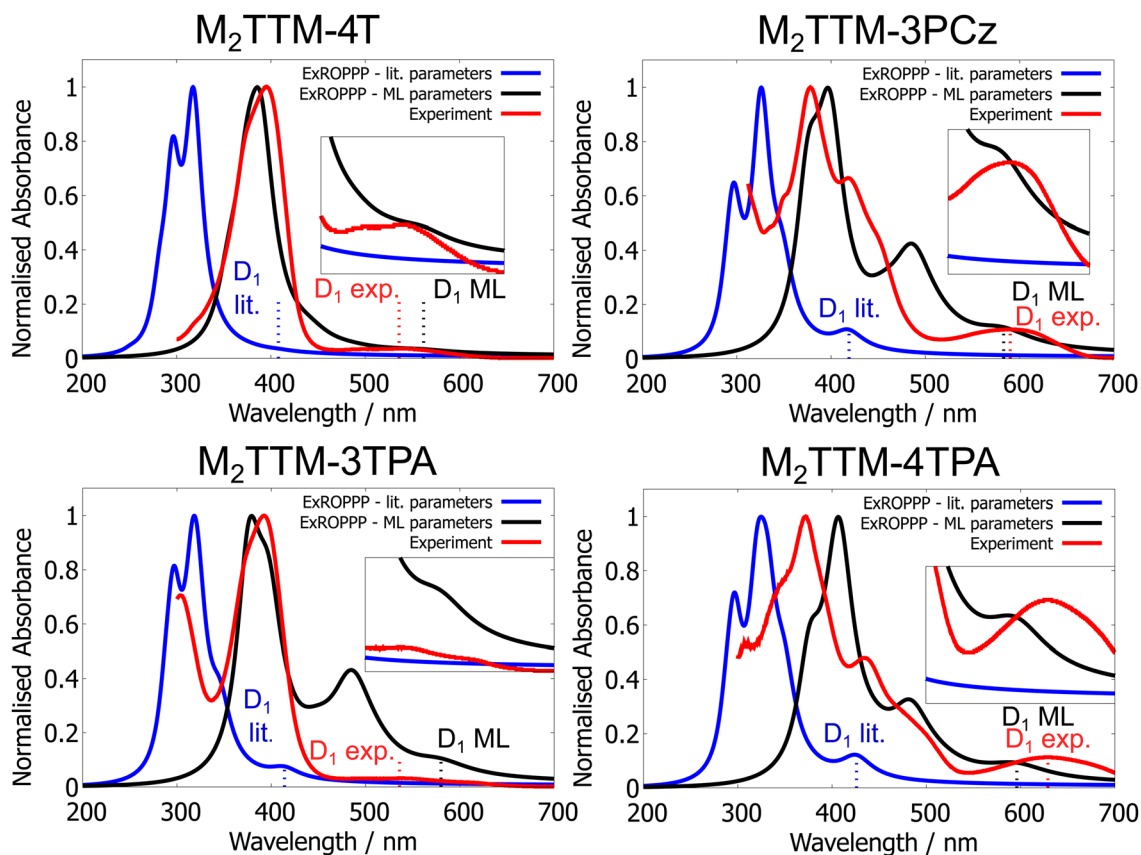 M₂TTM-4T
ExROPPP - lit. parameters
ExROPPP - ML parameters
Experiment
Normalised Absorbance
1
0.8
0.6
0.4
0.2
0
D₁
lit.
D₁ exp.
D₁ ML
200 300 400 500 600 700
Wavelength / nm
M₂TTM-3PCz
ExROPPP - lit. parameters
ExROPPP - ML parameters
Experiment
Normalised Absorbance
1
0.8
0.6
0.4
0.2
0
D₁ lit.
D₁ ML
D₁ exp.
200 300 400 500 600 700
Wavelength / nm
M₂TTM-3TPA
ExROPPP - lit. parameters
ExROPPP - ML parameters
Experiment
Normalised Absorbance
1
0.8
0.6
0.4
0.2
0
D₁
lit.
D₁ exp.
D₁ ML
200 300 400 500 600 700
Wavelength / nm
M₂TTM-4TPA
ExROPPP - lit. parameters
ExROPPP - ML parameters
Experiment
Normalised Absorbance
1
0.8
0.6
0.4
0.2
0
D₁ lit.
D₁ ML
D₁ exp.
200 300 400 500 600 700
Wavelength / nm